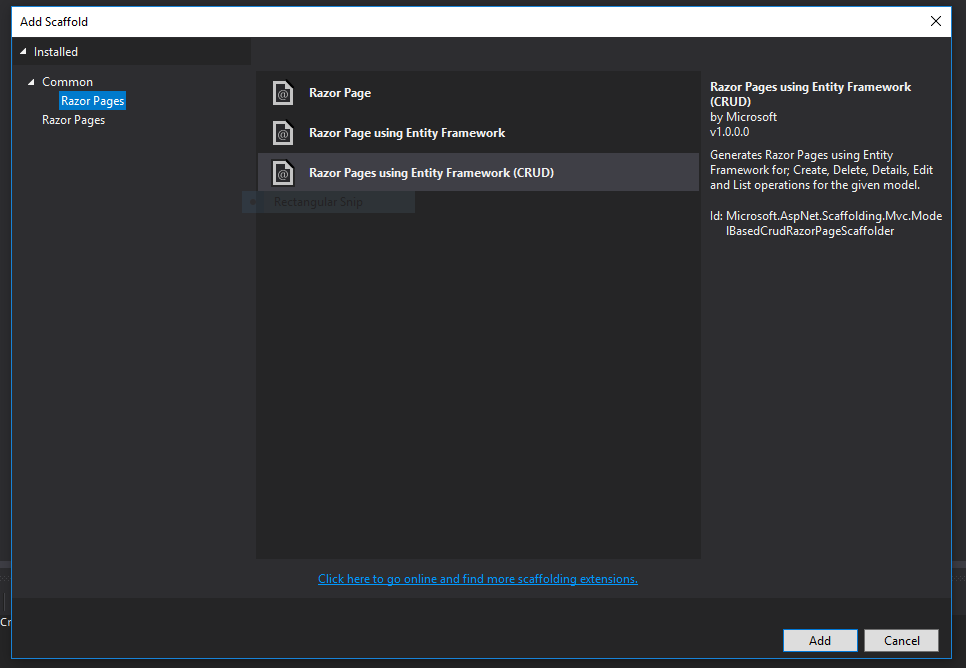 Add Scaffold
Installed
Common
Razor Pages
Razor Pages
Razor Page
Razor Page using Entity Framework
Razor Pages using Entity Framework (CRUD)
Rectangular Snip
Razor Pages using Entity Framework
(CRUD)
by Microsoft
v1.0.0.0
Generates Razor Pages using Entity
Framework for; Create, Delete, Details, Edit
and List operations for the given model.
Id: Microsoft.AspNet.Scaffolding.Mvc.Mode
lBasedCrudRazorPageScaffolder
Click here to go online and find more scaffolding extensions.
Cr
Add Cancel